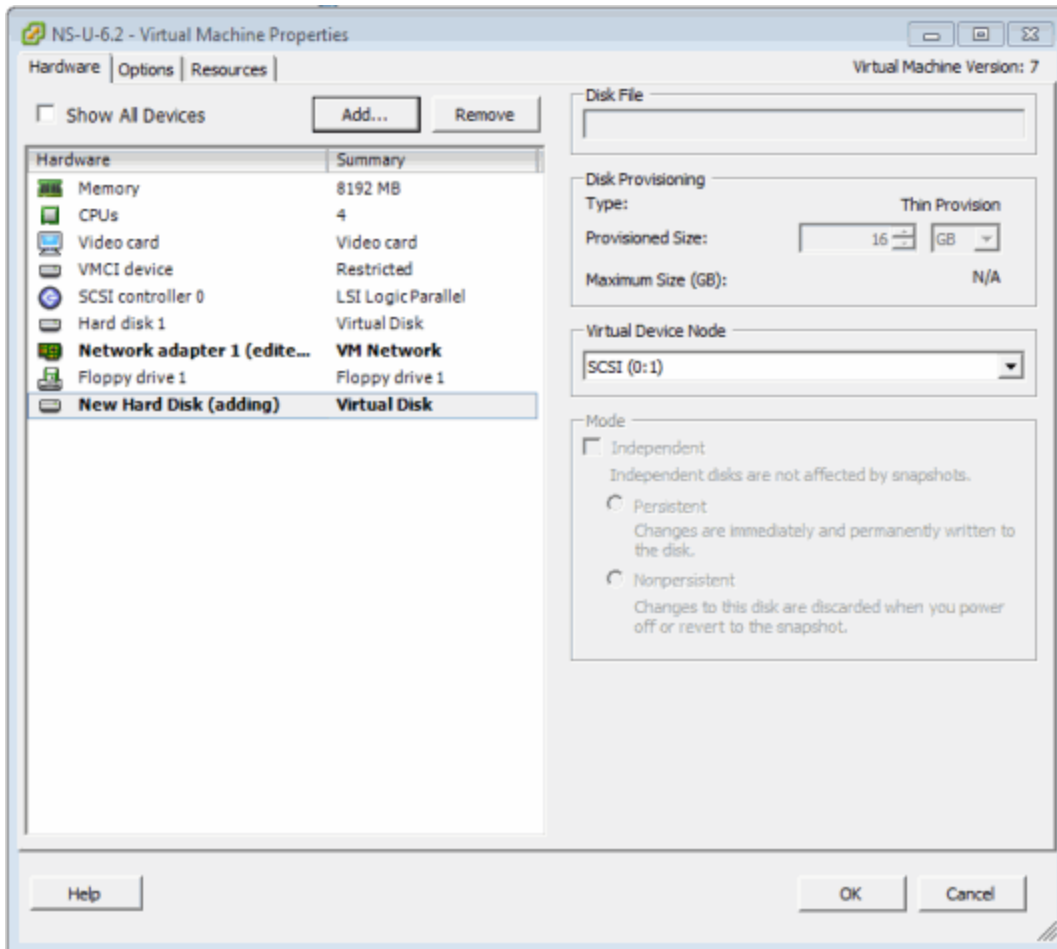 NS-U-6.2 - Virtual Machine Properties
Hardware Options Resources Virtual Machine Version: 7
Show All Devices Add... Remove
Hardware Summary
Memory 8192 MB
CPUs 4
Video card Video card
VMCI device Restricted
SCSI controller 0 LSI Logic Parallel
Hard disk 1 Virtual Disk
Network adapter 1 (edite... VM Network
Floppy drive 1 Floppy drive 1
New Hard Disk (adding) Virtual Disk
Disk File
Disk Provisioning
Type: Thin Provision
Provisioned Size: 16 GB
Maximum Size (GB): N/A
Virtual Device Node
SCSI (0:1)
Mode
Independent
Independent disks are not affected by snapshots.
Persistent
Changes are immediately and permanently written to
the disk.
Nonpersistent
Changes to this disk are discarded when you power
off or revert to the snapshot.
Help OK Cancel